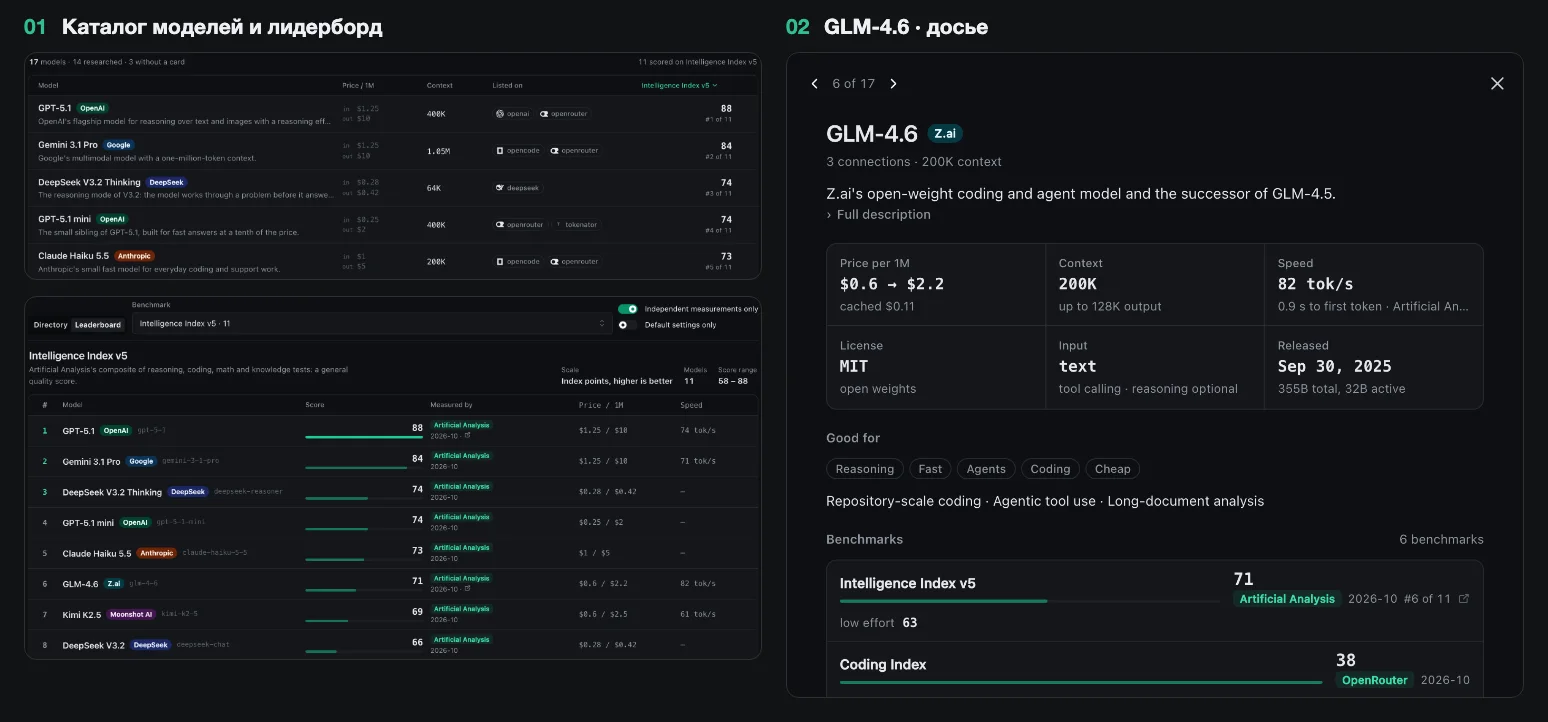 01 Каталог моделей и лидерборд
17 models · 14 researched · 3 without a card
11 scored on Intelligence Index v5
Model Price / 1M Context Listed on Intelligence Index v5
GPT-5.1 OpenAI
OpenAI's flagship model for reasoning over text and images with a reasoning eff...
in $1.25
out $10
400K
openai openrouter
88
#1 of 11
Gemini 3.1 Pro Google
Google's multimodal model with a one-million-token context.
in $1.25
out $10
1.05M
opencode openrouter
84
#2 of 11
DeepSeek V3.2 Thinking DeepSeek
The reasoning mode of V3.2: the model works through a problem before it answe...
in $0.28
out $0.42
64K
deepseek
74
#3 of 11
GPT-5.1 mini OpenAI
The small sibling of GPT-5.1, built for fast answers at a tenth of the price.
in $0.25
out $2
400K
openrouter tokenator
74
#4 of 11
Claude Haiku 5.5 Anthropic
Anthropic's small fast model for everyday coding and support work.
in $1
out $5
200K
opencode openrouter
73
#5 of 11
Directory Leaderboard
Benchmark
Intelligence Index v5 · 11
Independent measurements only
Default settings only
Intelligence Index v5
Artificial Analysis's composite of reasoning, coding, math and knowledge tests: a general
quality score.
Scale
Index points, higher is better
Models
11
Score range
58 – 88
# Model Score Measured by Price / 1M Speed
1 GPT-5.1 OpenAI gpt-5-1 88 Artificial Analysis $1.25 / $10 74 tok/s
2026-10 ·
2 Gemini 3.1 Pro Google gemini-3-1-pro 84 Artificial Analysis $1.25 / $10 71 tok/s
2026-10
3 DeepSeek V3.2 Thinking DeepSeek deepseek-reasoner 74 Artificial Analysis $0.28 / $0.42 –
2026-10
4 GPT-5.1 mini OpenAI gpt-5-1-mini 74 Artificial Analysis $0.25 / $2 –
2026-10
5 Claude Haiku 5.5 Anthropic claude-haiku-5-5 73 Artificial Analysis $1 / $5 –
2026-10
6 GLM-4.6 Z.ai glm-4-6 71 Artificial Analysis $0.6 / $2.2 82 tok/s
2026-10 ·
7 Kimi K2.5 Moonshot AI kimi-k2-5 69 Artificial Analysis $0.6 / $2.5 61 tok/s
2026-10
8 DeepSeek V3.2 DeepSeek deepseek-chat 66 Artificial Analysis $0.28 / $0.42 –
2026-10
02 GLM-4.6 · досье
6 of 17
GLM-4.6 Z.ai
3 connections · 200K context
Z.ai's open-weight coding and agent model and the successor of GLM-4.5.
› Full description
Price per 1M
$0.6 → $2.2
cached $0.11
Context
200K
up to 128K output
Speed
82 tok/s
0.9 s to first token · Artificial An...
License
MIT
open weights
Input
text
tool calling · reasoning optional
Released
Sep 30, 2025
355B total, 32B active
Good for
Reasoning Fast Agents Coding Cheap
Repository-scale coding · Agentic tool use · Long-document analysis
Benchmarks 6 benchmarks
Intelligence Index v5
71
Artificial Analysis 2026-10 #6 of 11
low effort 63
Coding Index
38
OpenRouter 2026-10